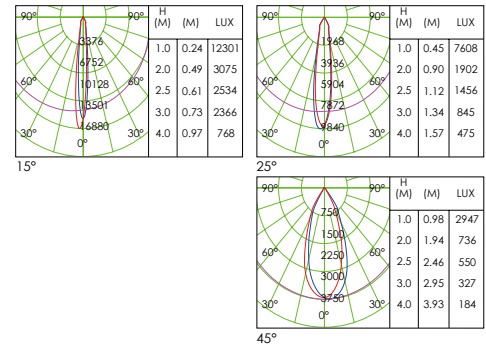 90° 90°
3376
6752
60° 10128 60°
13501
30° 16880 30°
0°
H
(M) (M) LUX
1.0 0.24 12301
2.0 0.49 3075
2.5 0.61 2534
3.0 0.73 2366
4.0 0.97 768
15°
90° 90°
1968
3936
60° 5904 60°
7872
30° 9840 30°
0°
H
(M) (M) LUX
1.0 0.45 7608
2.0 0.90 1902
2.5 1.12 1456
3.0 1.34 845
4.0 1.57 475
25°
90° 90°
750
1500
60° 2250 60°
3000
30° 3750 30°
0°
H
(M) (M) LUX
1.0 0.98 2947
2.0 1.94 736
2.5 2.46 550
3.0 2.95 327
4.0 3.93 184
45°